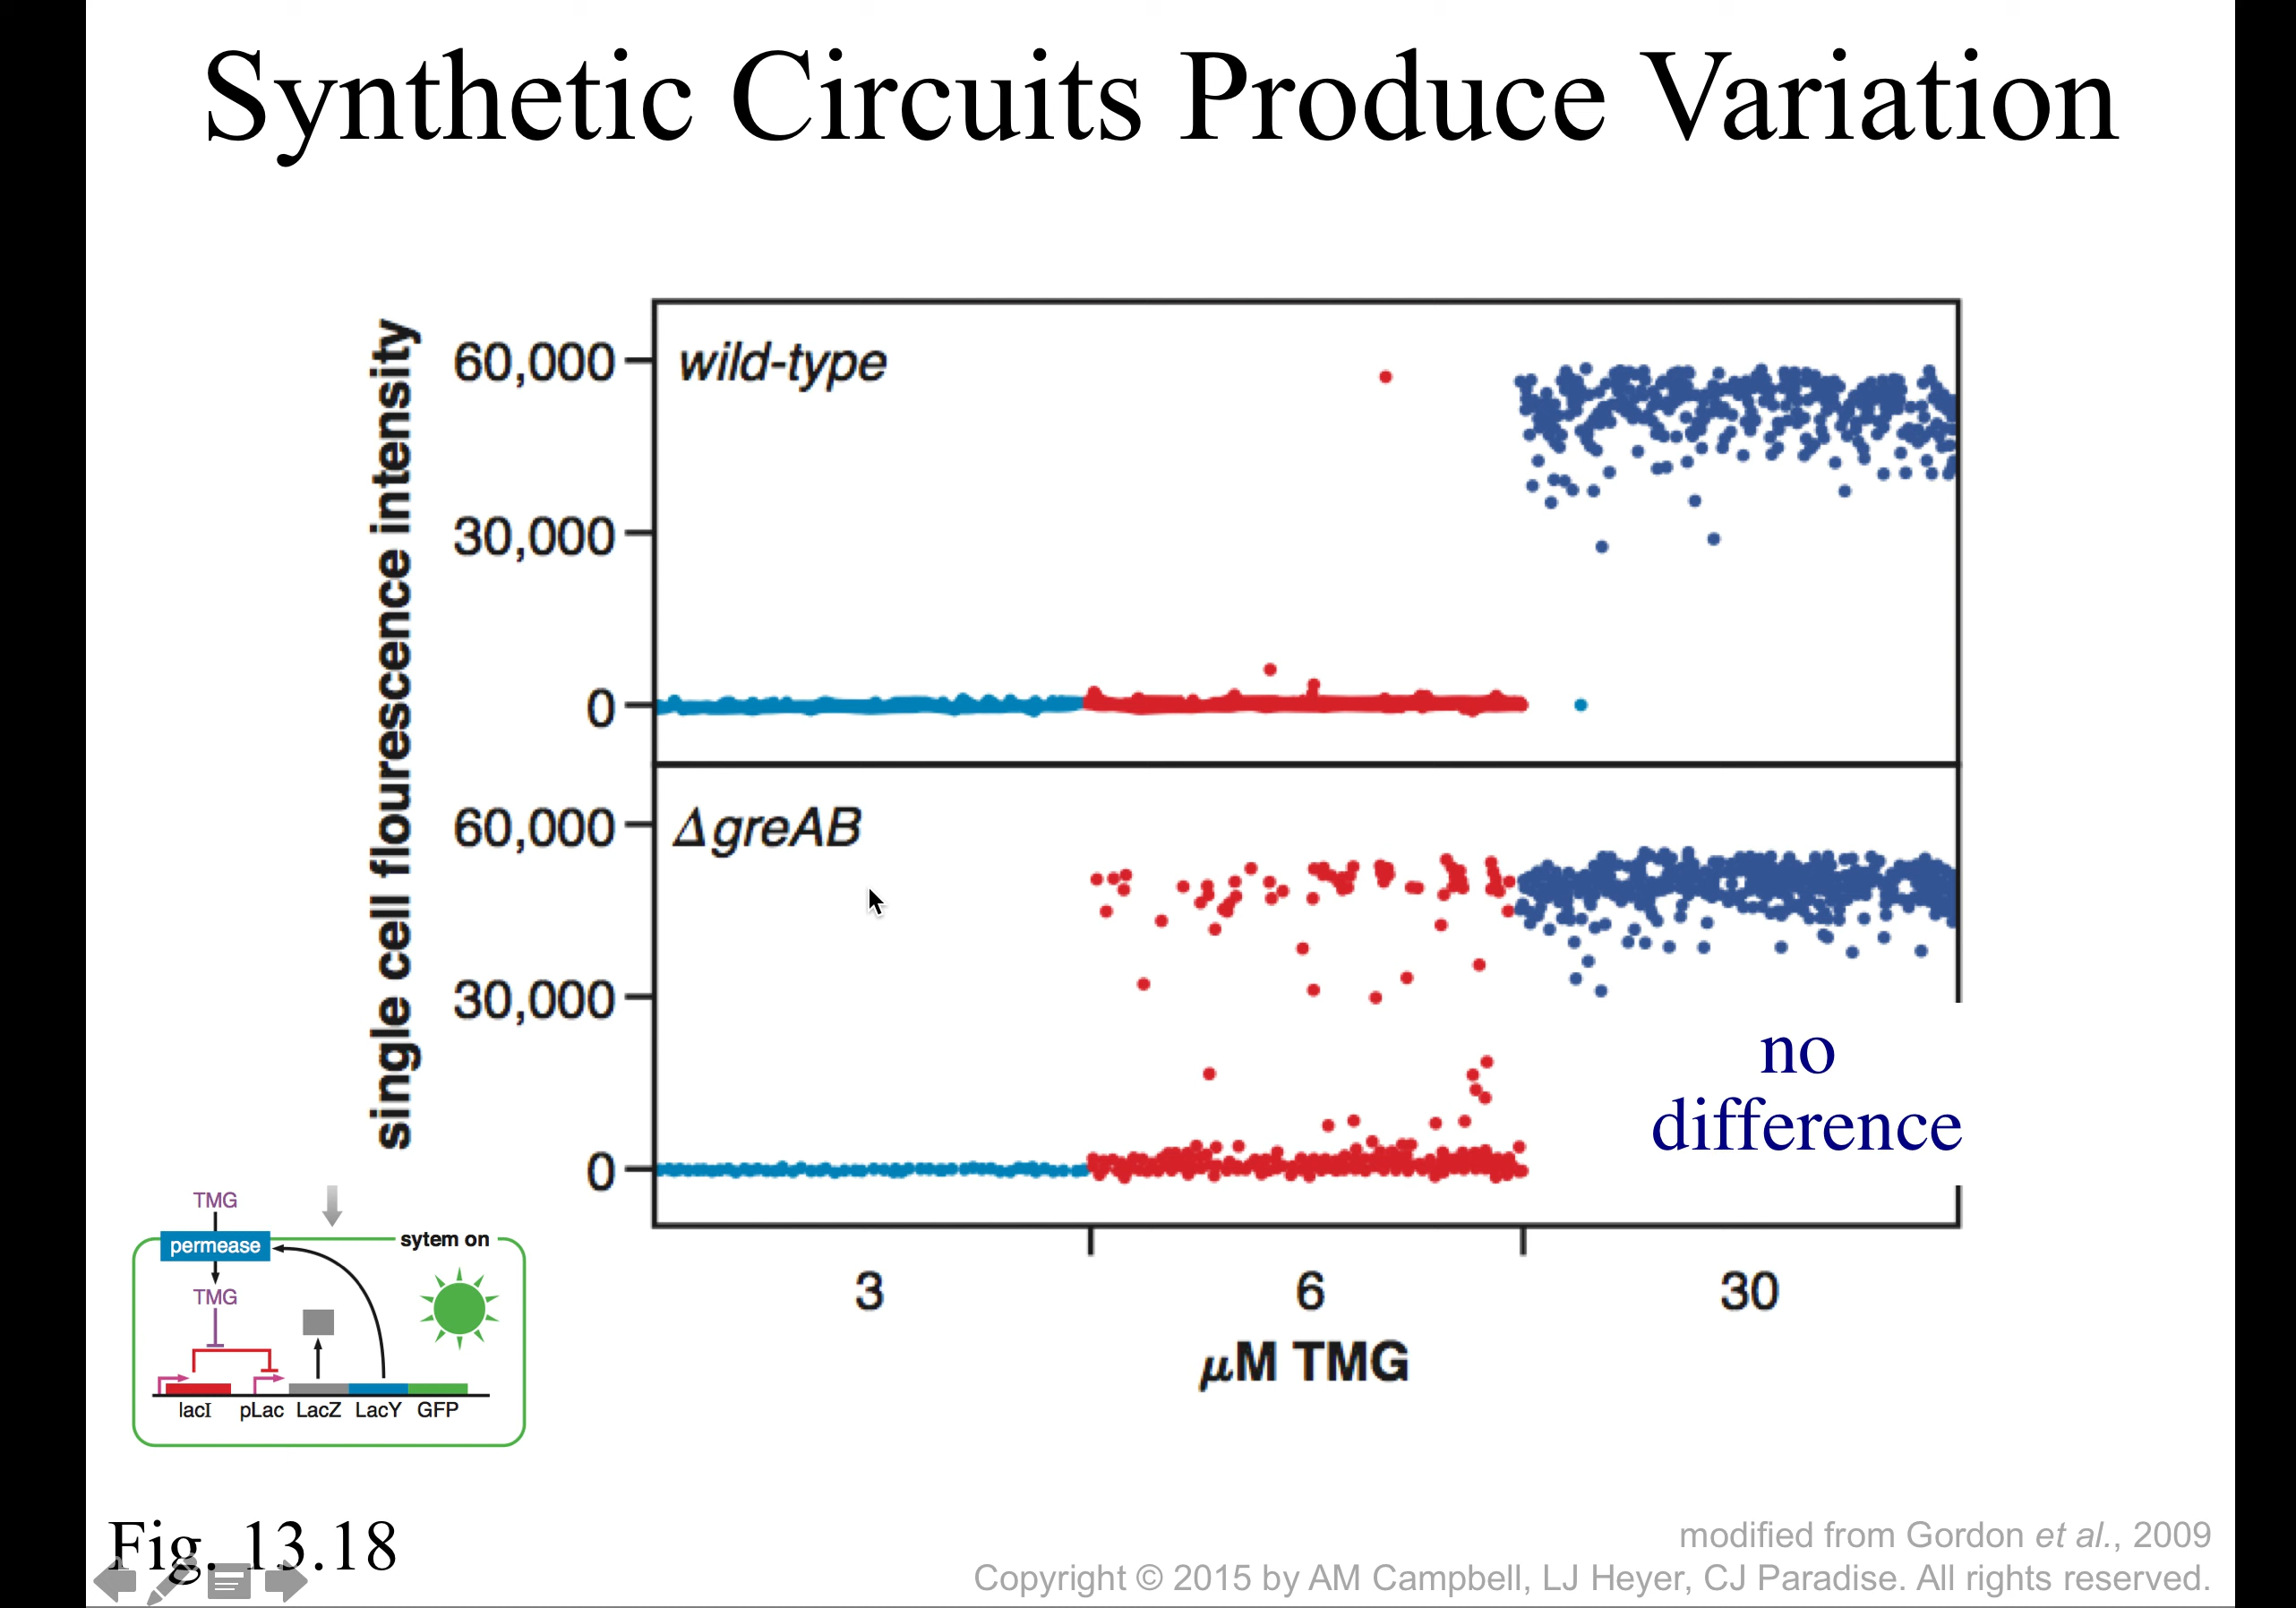 Synthetic Circuits Produce Variation
single cell flourescence intensity
60,000
wild-type
30,000
0
60,000
ΔgreAB
30,000
0
no
difference
3
6
30
μM TMG
TMG
permease
sytem on
TMG
lacI
pLac
LacZ
LacY
GFP
Fig. 13.18
modified from Gordon et al., 2009
Copyright © 2015 by AM Campbell, LJ Heyer, CJ Paradise. All rights reserved.